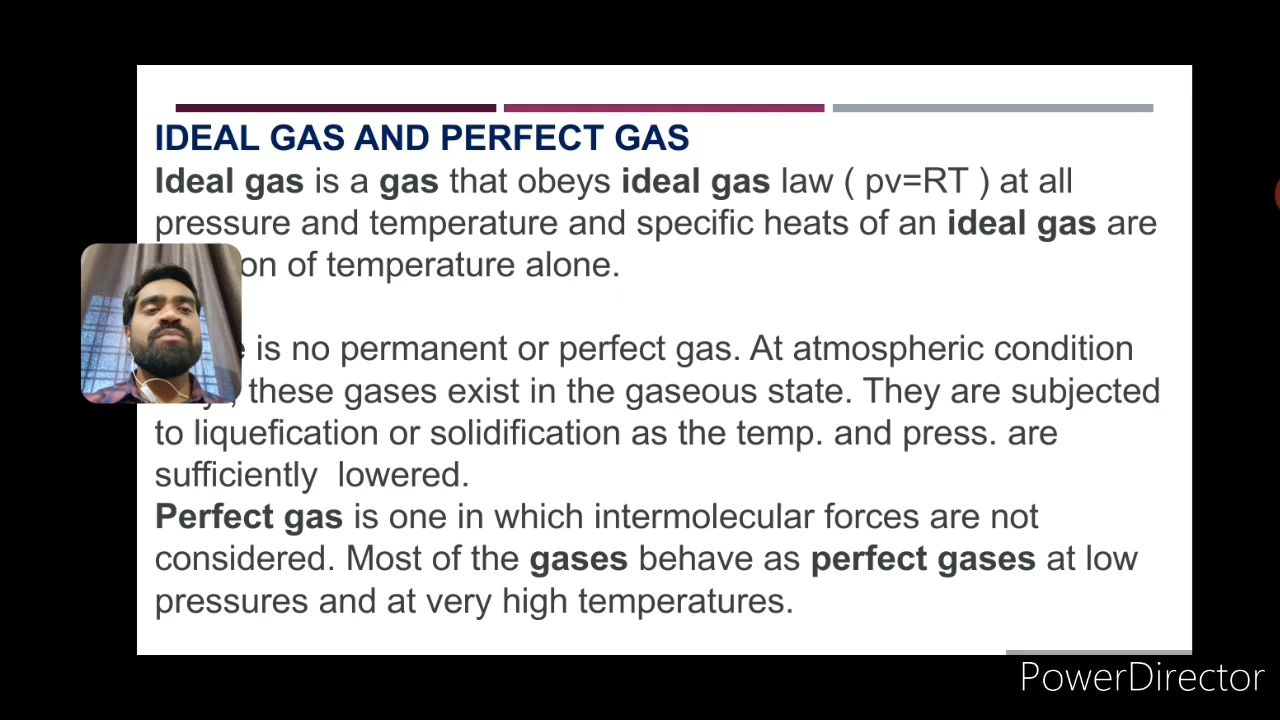 IDEAL GAS AND PERFECT GAS
Ideal gas is a gas that obeys ideal gas law ( pv=RT ) at all
pressure and temperature and specific heats of an ideal gas are
of temperature alone.
is no permanent or perfect gas. At atmospheric condition
these gases exist in the gaseous state. They are subjected
to liquefication or solidification as the temp. and press. are
sufficiently lowered.
Perfect gas is one in which intermolecular forces are not
considered. Most of the gases behave as perfect gases at low
pressures and at very high temperatures.
PowerDirector